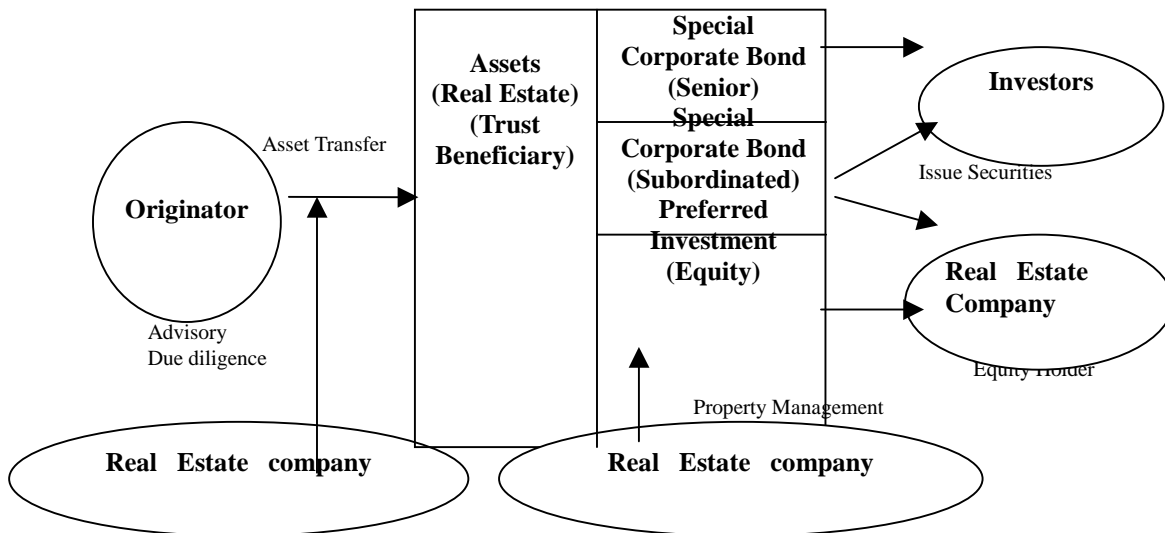 Special
Corporate Bond
(Senior)
Assets
(Real Estate)
(Trust
Beneficiary)
Investors
Special
Corporate Bond
(Subordinated)
Asset Transfer
Issue Securities
Originator
Preferred
Investment
(Equity)
Real Estate
Company
Advisory
Due diligence
Equity Holder
Property Management
Real Estate company
Real Estate company